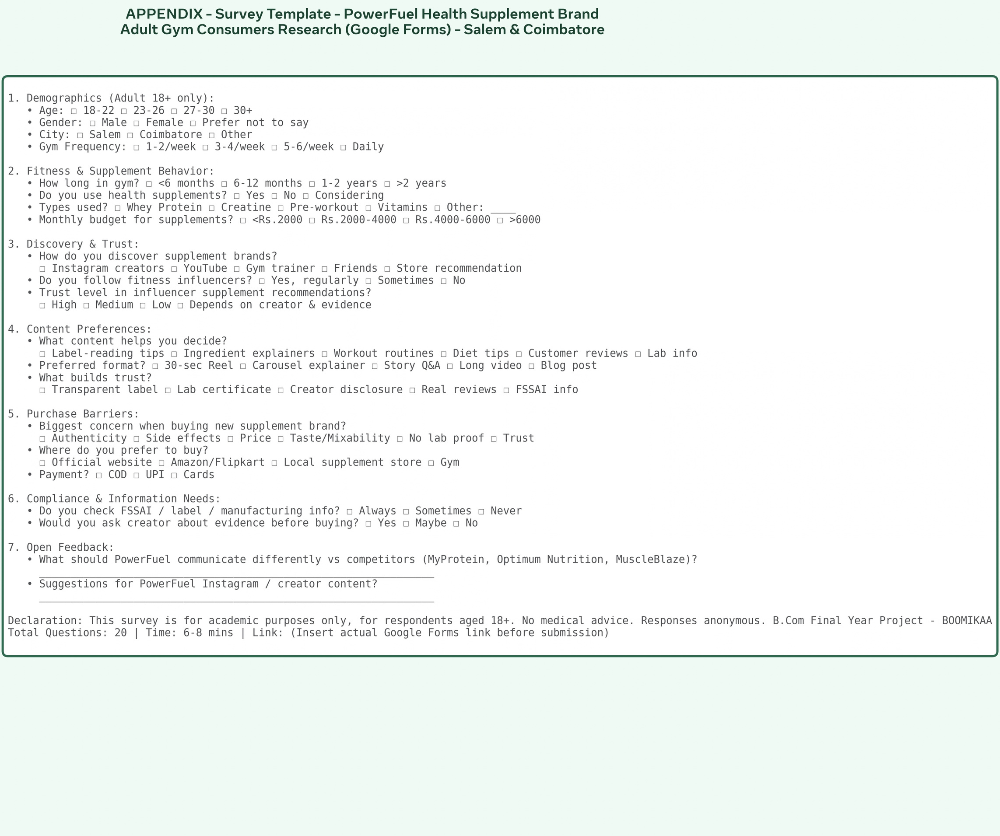 APPENDIX - Survey Template - PowerFuel Health Supplement Brand
Adult Gym Consumers Research (Google Forms) - Salem & Coimbatore
1. Demographics (Adult 18+ only):
• Age: □ 18-22 □ 23-26 □ 27-30 □ 30+
• Gender: □ Male □ Female □ Prefer not to say
• City: □ Salem □ Coimbatore □ Other
• Gym Frequency: □ 1-2/week □ 3-4/week □ 5-6/week □ Daily
2. Fitness & Supplement Behavior:
• How long in gym? □ <6 months □ 6-12 months □ 1-2 years □ >2 years
• Do you use health supplements? □ Yes □ No □ Considering
• Types used? □ Whey Protein □ Creatine □ Pre-workout □ Vitamins □ Other: ____
• Monthly budget for supplements? □ <Rs.2000 □ Rs.2000-4000 □ Rs.4000-6000 □ >6000
3. Discovery & Trust:
• How do you discover supplement brands?
□ Instagram creators □ YouTube □ Gym trainer □ Friends □ Store recommendation
• Do you follow fitness influencers? □ Yes, regularly □ Sometimes □ No
• Trust level in influencer supplement recommendations?
□ High □ Medium □ Low □ Depends on creator & evidence
4. Content Preferences:
• What content helps you decide?
□ Label-reading tips □ Ingredient explainers □ Workout routines □ Diet tips □ Customer reviews □ Lab info
• Preferred format? □ 30-sec Reel □ Carousel explainer □ Story Q&A □ Long video □ Blog post
• What builds trust?
□ Transparent label □ Lab certificate □ Creator disclosure □ Real reviews □ FSSAI info
5. Purchase Barriers:
• Biggest concern when buying new supplement brand?
□ Authenticity □ Side effects □ Price □ Taste/Mixability □ No lab proof □ Trust
• Where do you prefer to buy?
□ Official website □ Amazon/Flipkart □ Local supplement store □ Gym
• Payment? □ COD □ UPI □ Cards
6. Compliance & Information Needs:
• Do you check FSSAI / label / manufacturing info? □ Always □ Sometimes □ Never
• Would you ask creator about evidence before buying? □ Yes □ Maybe □ No
7. Open Feedback:
• What should PowerFuel communicate differently vs competitors (MyProtein, Optimum Nutrition, MuscleBlaze)?
_______________________________________________________________
• Suggestions for PowerFuel Instagram / creator content?
_______________________________________________________________
Declaration: This survey is for academic purposes only, for respondents aged 18+. No medical advice. Responses anonymous. B.Com Final Year Project - BOOMIKAA
Total Questions: 20 | Time: 6-8 mins | Link: (Insert actual Google Forms link before submission)